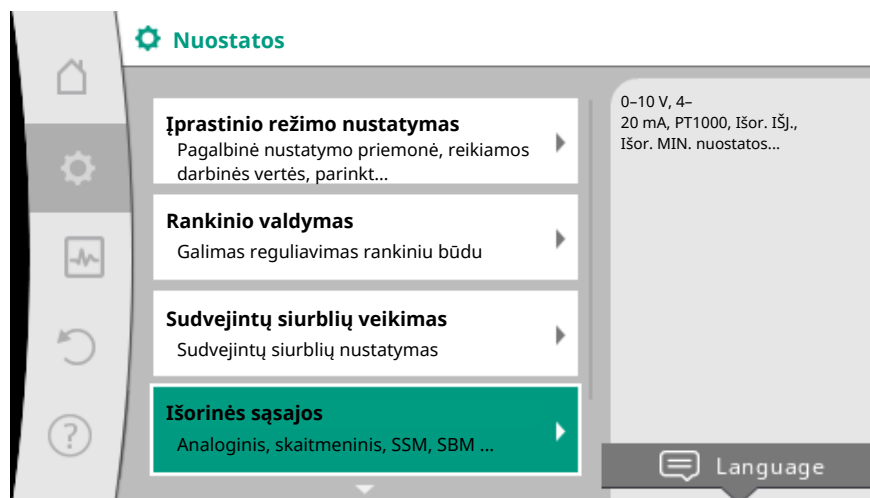 Nuostatos
Įprastinio režimo nustatymas
Pagalbinė nustatymo priemonė, reikiamos
darbinės vertės, parinkt...
Rankinio valdymas
Galimas reguliavimas rankiniu būdu
Sudvejintų siurblių veikimas
Sudvejintų siurblių nustatymas
Išorinės sąsajos
Analoginis, skaitmeninis, SSM, SBM ...
0–10 V, 4–
20 mA, PT1000, Išor. IŠJ.,
Išor. MIN. nuostatos...
?
Language